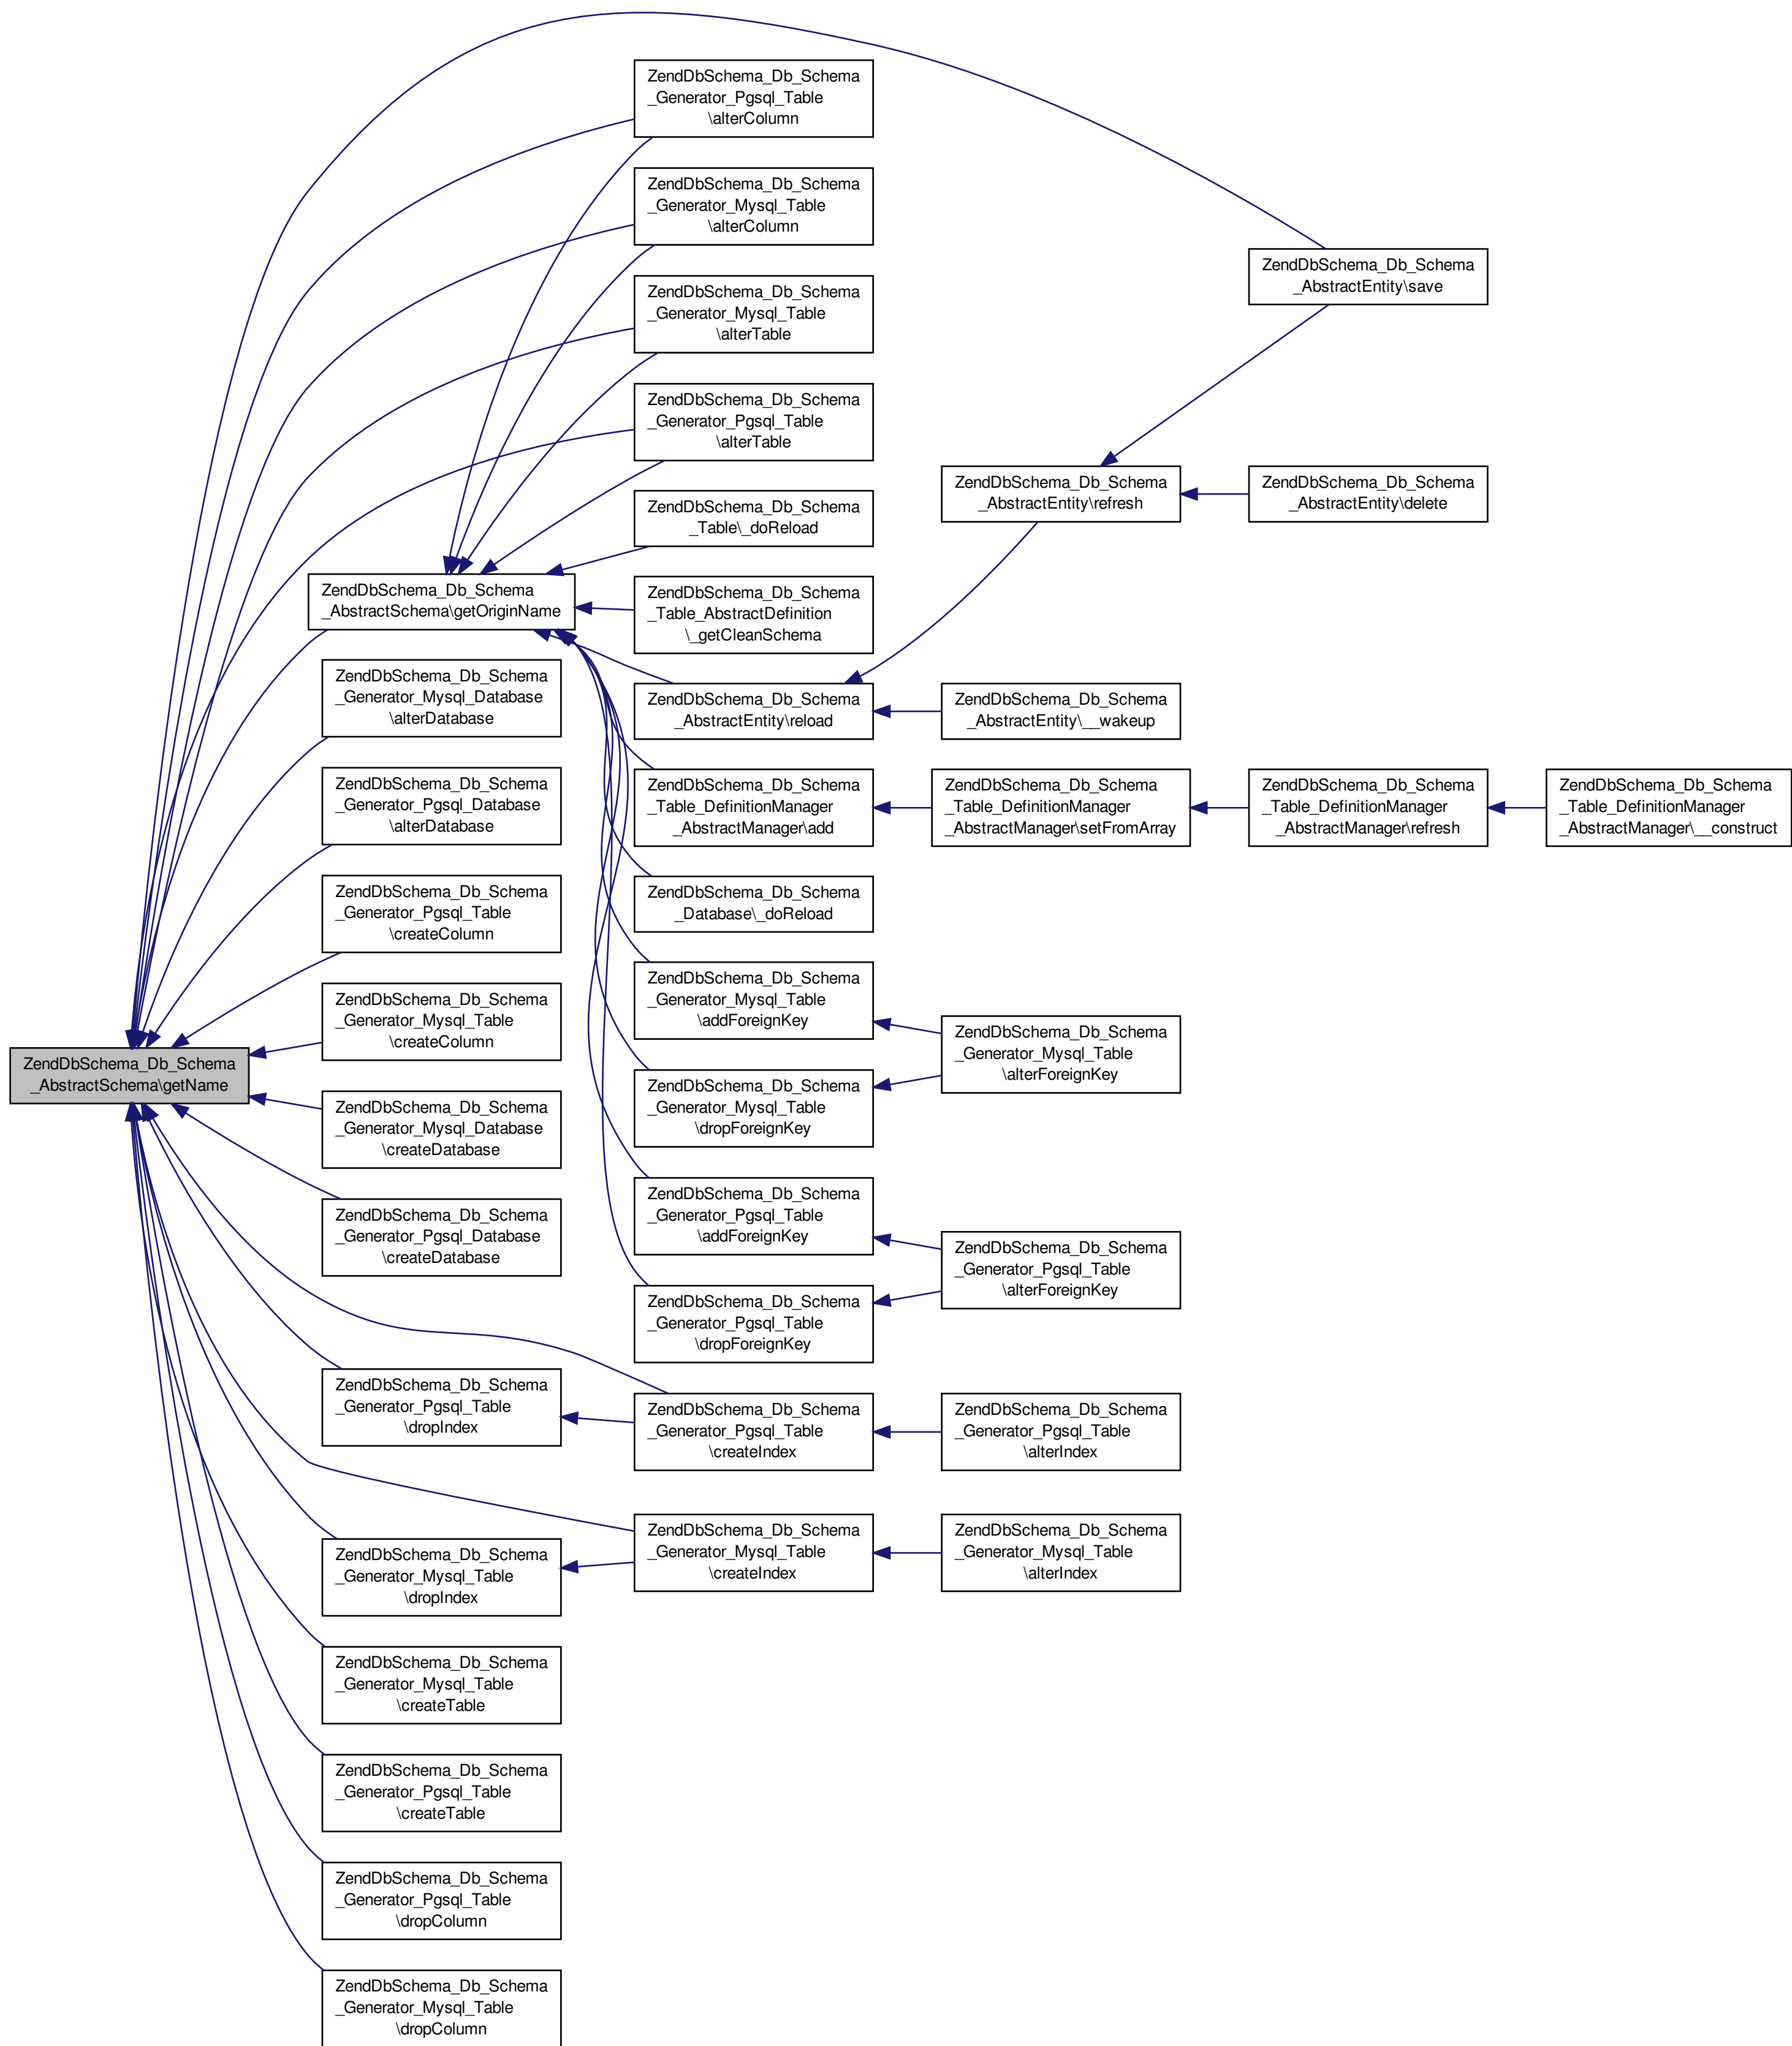 ZendDbSchema_Db_Schema
_AbstractSchema\getName
ZendDbSchema_Db_Schema
_AbstractSchema\getOriginName
ZendDbSchema_Db_Schema
_Generator_Mysql_Database
\alterDatabase
ZendDbSchema_Db_Schema
_Generator_Pgsql_Database
\alterDatabase
ZendDbSchema_Db_Schema
_Generator_Pgsql_Table
\createColumn
ZendDbSchema_Db_Schema
_Generator_Mysql_Table
\createColumn
ZendDbSchema_Db_Schema
_Generator_Mysql_Database
\createDatabase
ZendDbSchema_Db_Schema
_Generator_Pgsql_Database
\createDatabase
ZendDbSchema_Db_Schema
_Generator_Pgsql_Table
\dropIndex
ZendDbSchema_Db_Schema
_Generator_Mysql_Table
\dropIndex
ZendDbSchema_Db_Schema
_Generator_Mysql_Table
\createTable
ZendDbSchema_Db_Schema
_Generator_Pgsql_Table
\createTable
ZendDbSchema_Db_Schema
_Generator_Pgsql_Table
\dropColumn
ZendDbSchema_Db_Schema
_Generator_Mysql_Table
\dropColumn
ZendDbSchema_Db_Schema
_Generator_Pgsql_Table
\alterColumn
ZendDbSchema_Db_Schema
_Generator_Mysql_Table
\alterColumn
ZendDbSchema_Db_Schema
_Generator_Mysql_Table
\alterTable
ZendDbSchema_Db_Schema
_Generator_Pgsql_Table
\alterTable
ZendDbSchema_Db_Schema
_Table\_doReload
ZendDbSchema_Db_Schema
_Table_AbstractDefinition
\_getCleanSchema
ZendDbSchema_Db_Schema
_AbstractEntity\reload
ZendDbSchema_Db_Schema
_Table_DefinitionManager
_AbstractManager\add
ZendDbSchema_Db_Schema
_Database\_doReload
ZendDbSchema_Db_Schema
_Generator_Mysql_Table
\addForeignKey
ZendDbSchema_Db_Schema
_Generator_Mysql_Table
\dropForeignKey
ZendDbSchema_Db_Schema
_Generator_Pgsql_Table
\addForeignKey
ZendDbSchema_Db_Schema
_Generator_Pgsql_Table
\dropForeignKey
ZendDbSchema_Db_Schema
_Generator_Pgsql_Table
\createIndex
ZendDbSchema_Db_Schema
_Generator_Mysql_Table
\createIndex
ZendDbSchema_Db_Schema
_AbstractEntity\refresh
ZendDbSchema_Db_Schema
_AbstractEntity\__wakeup
ZendDbSchema_Db_Schema
_Table_DefinitionManager
_AbstractManager\setFromArray
ZendDbSchema_Db_Schema
_Generator_Mysql_Table
\alterForeignKey
ZendDbSchema_Db_Schema
_Generator_Pgsql_Table
\alterForeignKey
ZendDbSchema_Db_Schema
_Generator_Pgsql_Table
\alterIndex
ZendDbSchema_Db_Schema
_Generator_Mysql_Table
\alterIndex
ZendDbSchema_Db_Schema
_AbstractEntity\save
ZendDbSchema_Db_Schema
_AbstractEntity\delete
ZendDbSchema_Db_Schema
_Table_DefinitionManager
_AbstractManager\refresh
ZendDbSchema_Db_Schema
_Table_DefinitionManager
_AbstractManager\__construct